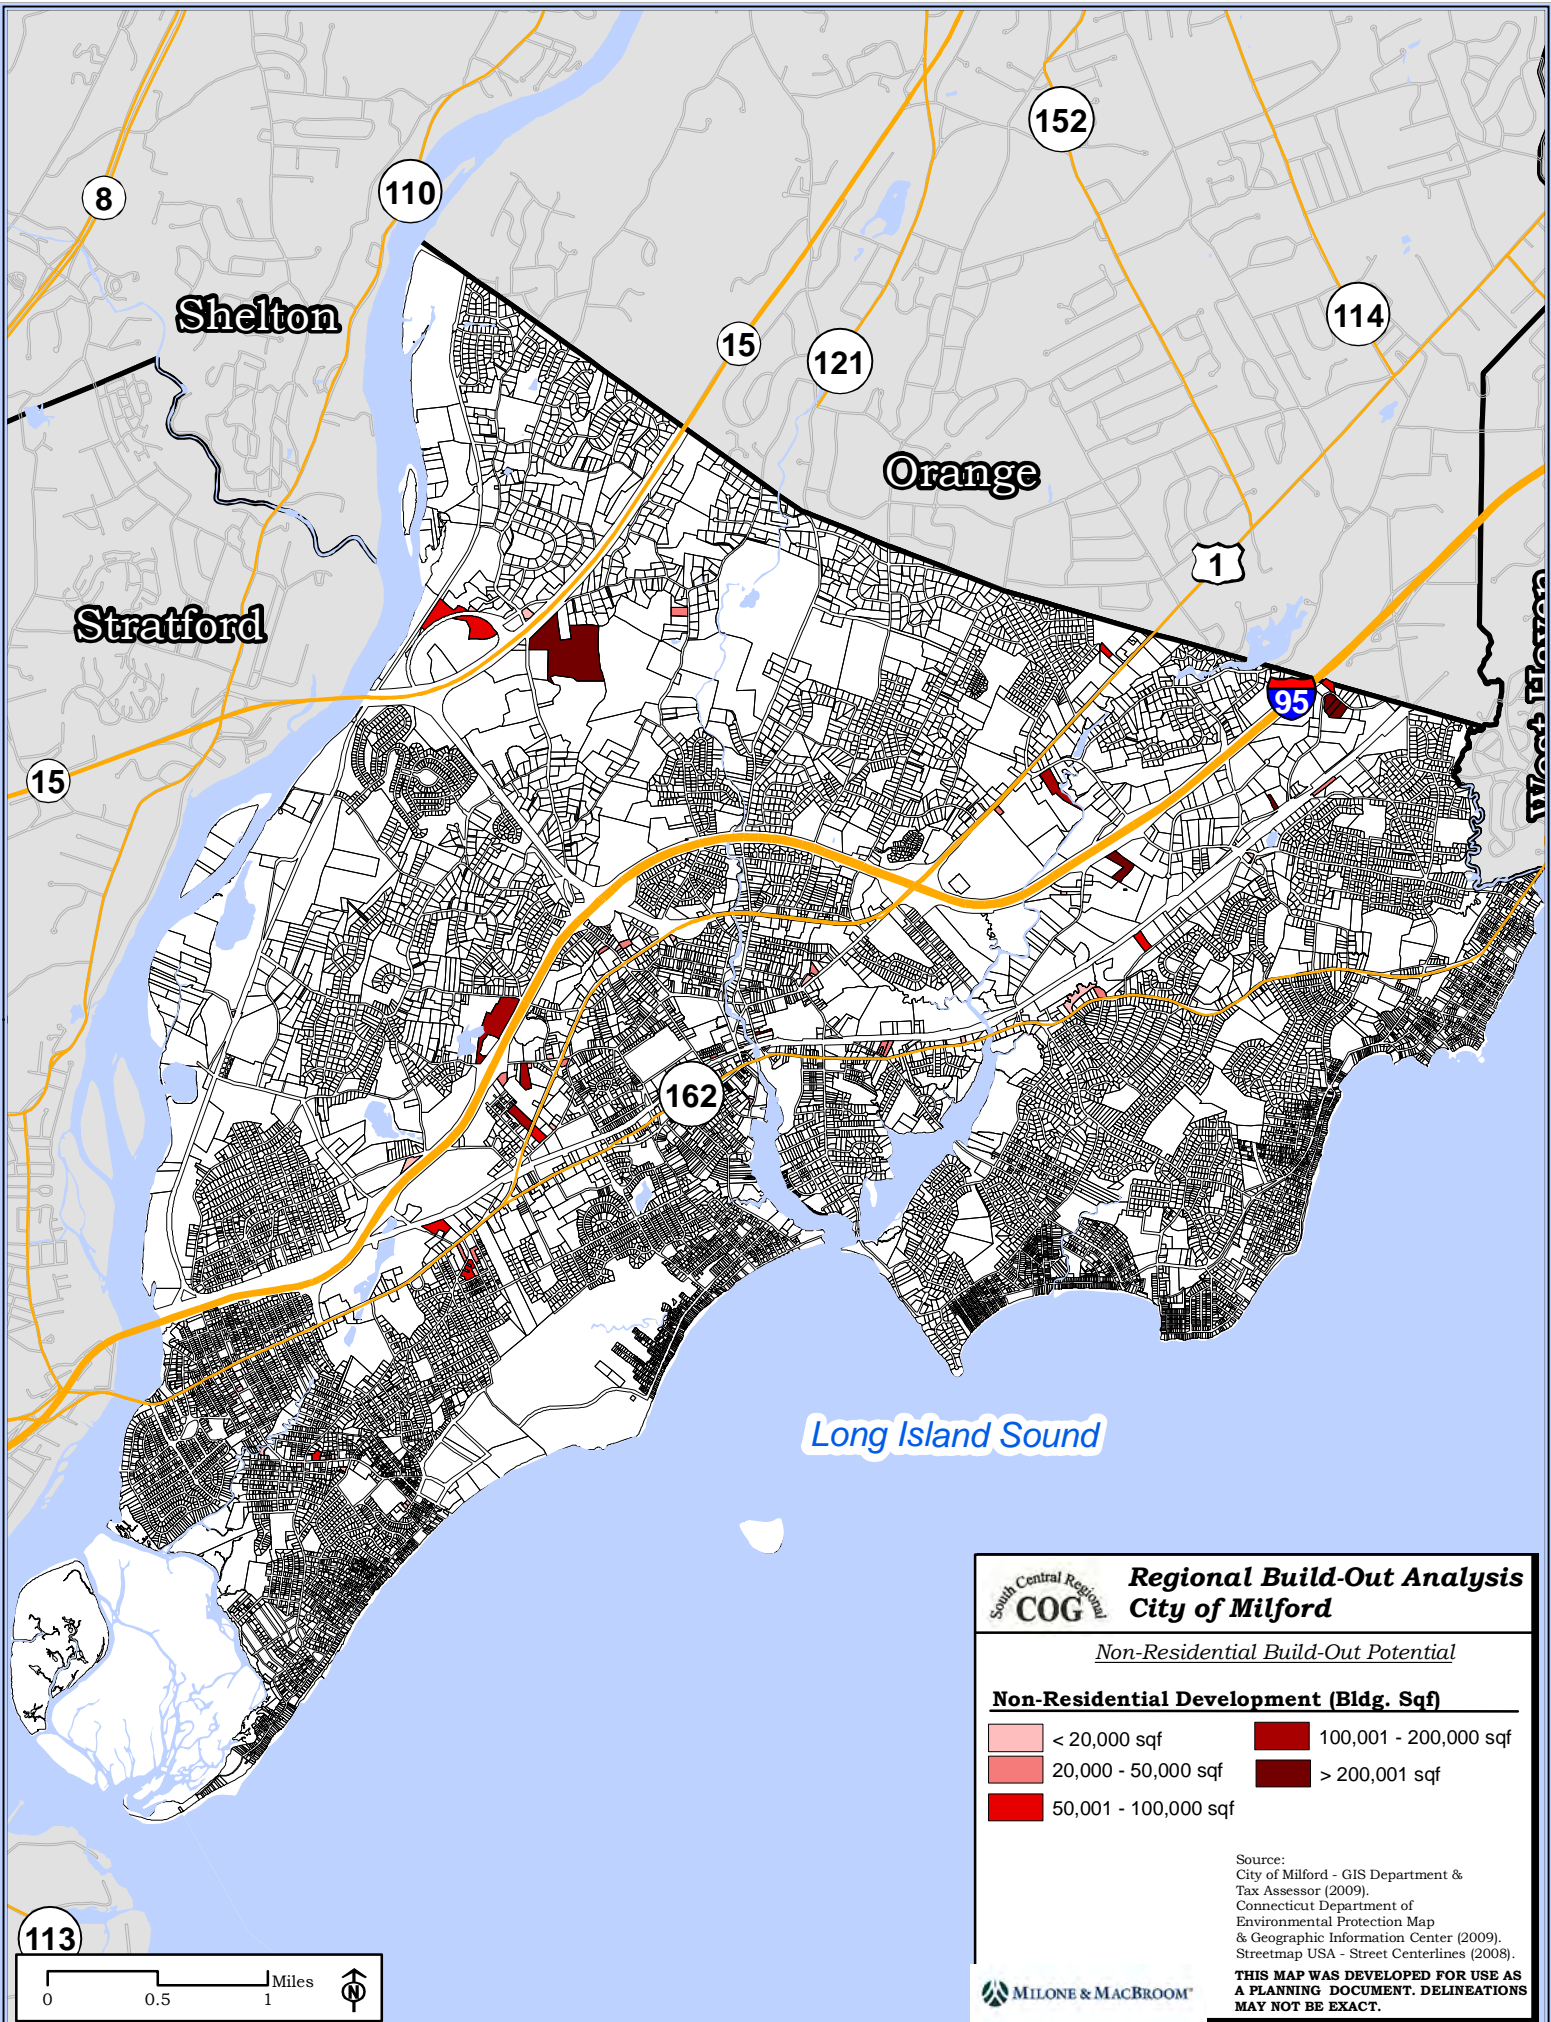 152
8
110
Shelton
15
114
121
Orange
1
Stratford
95
West Haven
15
162
Long Island Sound
113
0 0.5 1 Miles
N
South Central Regional
COG
Regional Build-Out Analysis
City of Milford
Non-Residential Build-Out Potential
Non-Residential Development (Bldg. Sqf)
< 20,000 sqf
20,000 - 50,000 sqf
50,001 - 100,000 sqf
100,001 - 200,000 sqf
> 200,001 sqf
Source:
City of Milford - GIS Department &
Tax Assessor (2009).
Connecticut Department of
Environmental Protection Map
& Geographic Information Center (2009).
Streetmap USA - Street Centerlines (2008).
THIS MAP WAS DEVELOPED FOR USE AS
A PLANNING DOCUMENT. DELINEATIONS
MAY NOT BE EXACT.
MILONE & MACBROOM